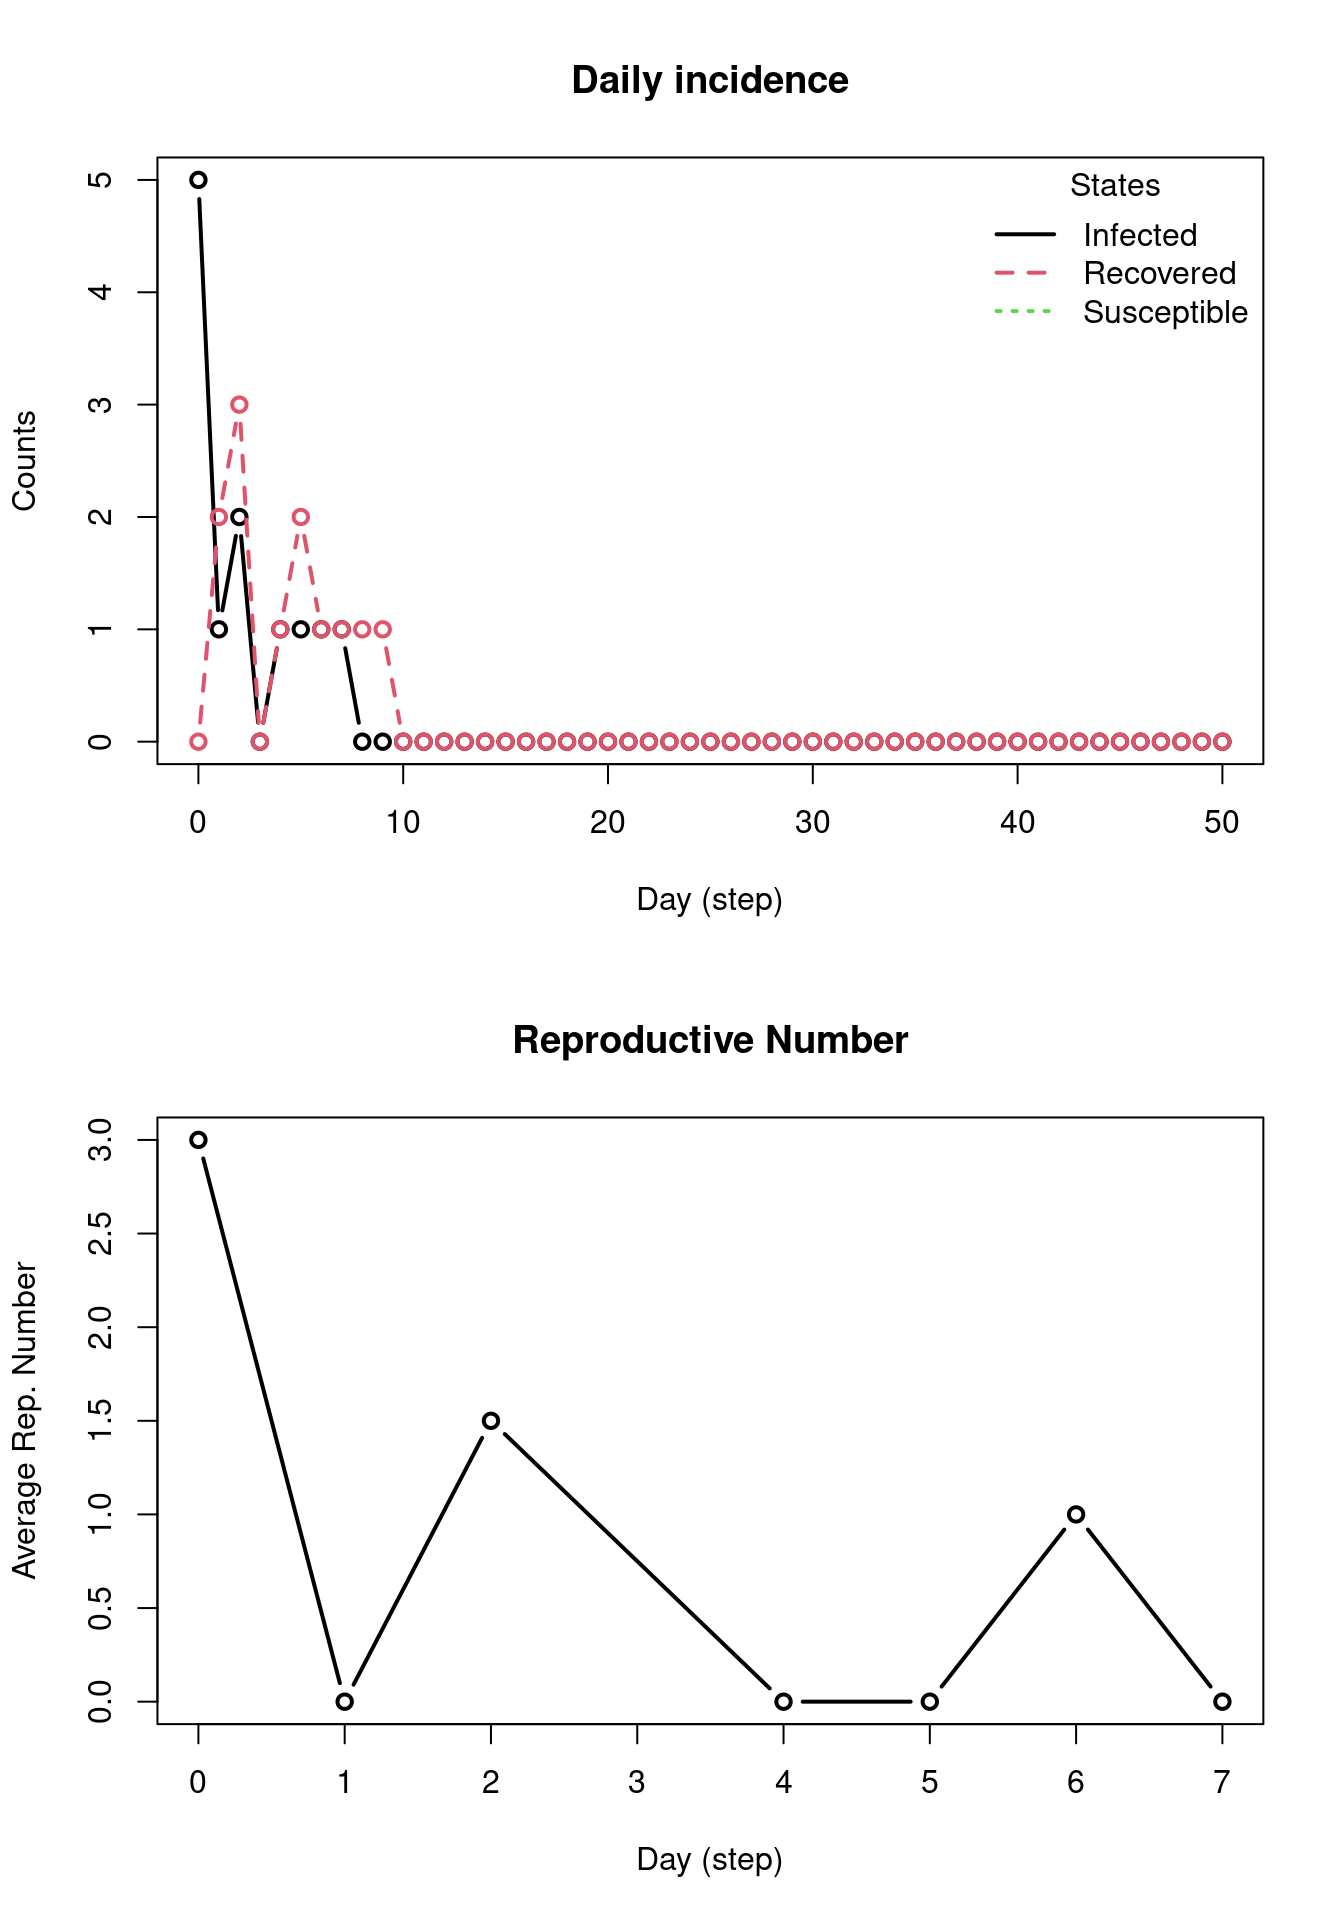 Daily incidence
States
Infected
Recovered
Susceptible
5
4
3
2
1
0
Counts
0 10 20 30 40 50
Day (step)
Reproductive Number
3.0
2.5
2.0
1.5
1.0
0.5
0.0
Average Rep. Number
0 1 2 3 4 5 6 7
Day (step)